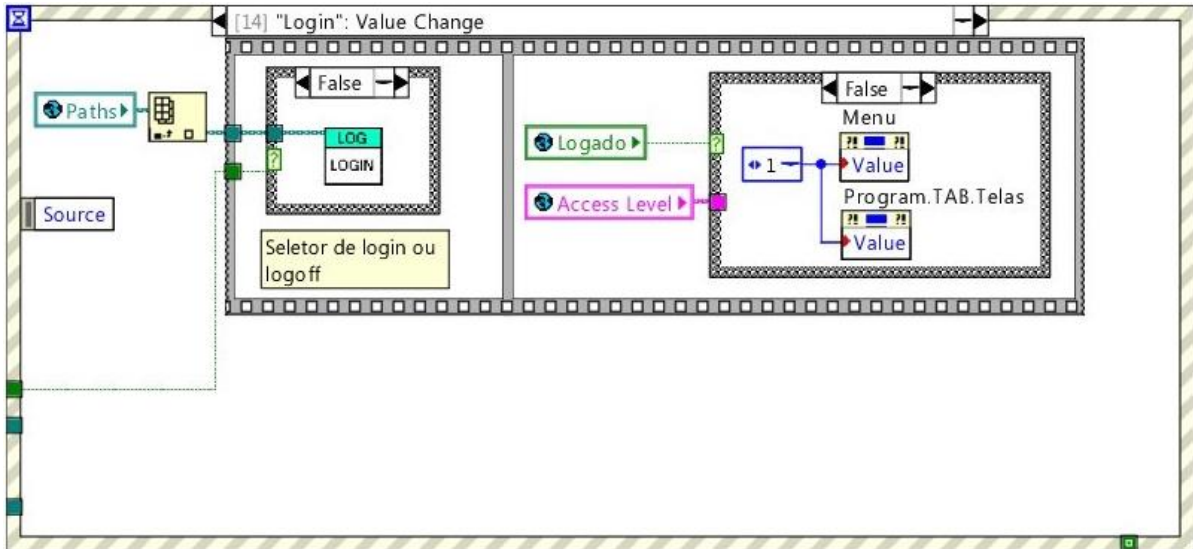 [14] "Login": Value Change
False
Paths
LOG
LOGIN
Source
Seletor de login ou
logoff
False
Menu
Logado
1
Value
Access Level
Program.TAB.Telas
Value